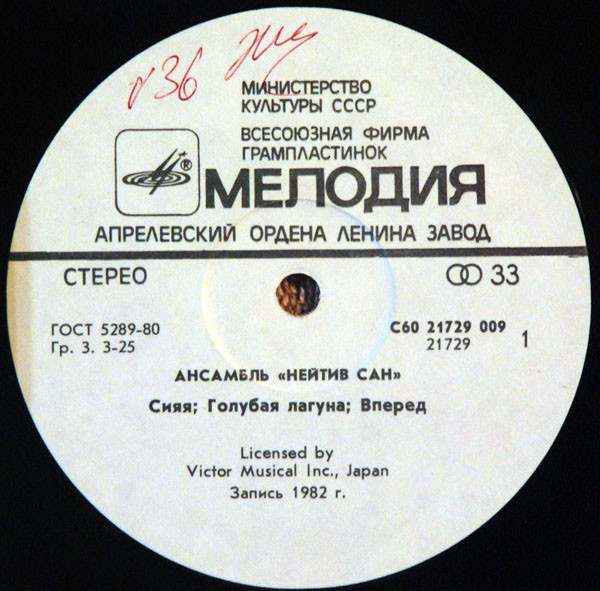 МИНИСТЕРСТВО
КУЛЬТУРЫ СССР
ВСЕСОЮЗНАЯ ФИРМА
ГРАМПЛАСТИНОК
®
МЕЛОДИЯ
АПРЕЛЕВСКИЙ ОРДЕНА ЛЕНИНА ЗАВОД
СТЕРЕО
33
ГОСТ 5289-80
Гр. 3. 3-25
С60 21729 009
21729
1
АНСАМБЛЬ «НЕЙТИВ САН»
Сияя; Голубая лагуна; Вперед
Licensed by
Victor Musical Inc., Japan
Запись 1982 г.